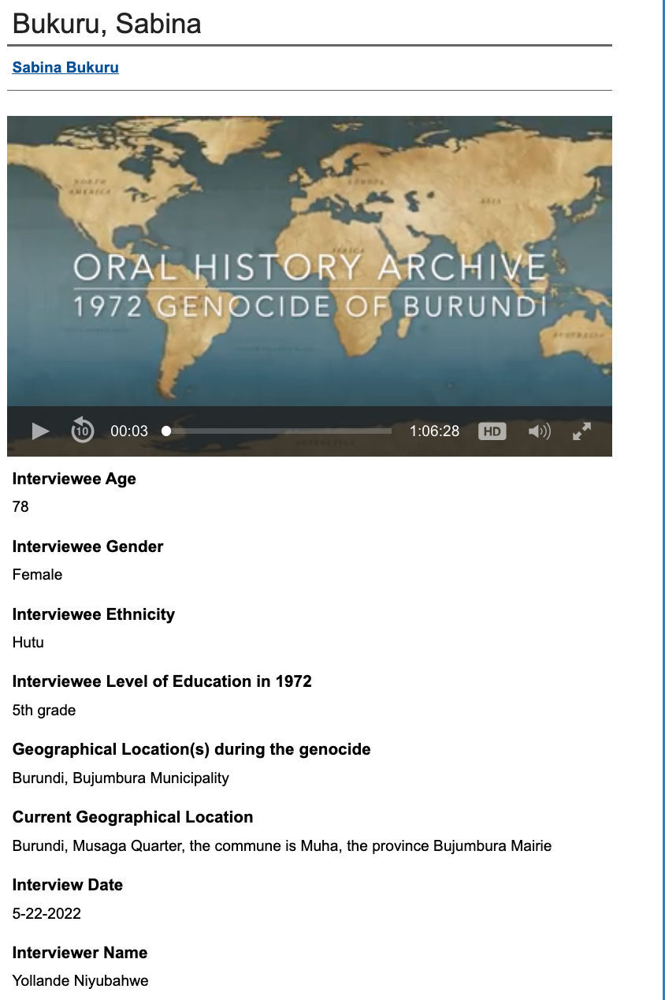 Bukuru, Sabina
Sabina Bukuru
NORTH
AMERICA
EUROPA
ASIA
AFRICA
ORAL HISTORY ARCHIVE
1972 GENOCIDE OF BURUNDI
AUSTRALIA
10
00:03
1:06:28
HD
Interviewee Age
78
Interviewee Gender
Female
Interviewee Ethnicity
Hutu
Interviewee Level of Education in 1972
5th grade
Geographical Location(s) during the genocide
Burundi, Bujumbura Municipality
Current Geographical Location
Burundi, Musaga Quarter, the commune is Muha, the province Bujumbura Mairie
Interview Date
5-22-2022
Interviewer Name
Yollande Niyubahwe